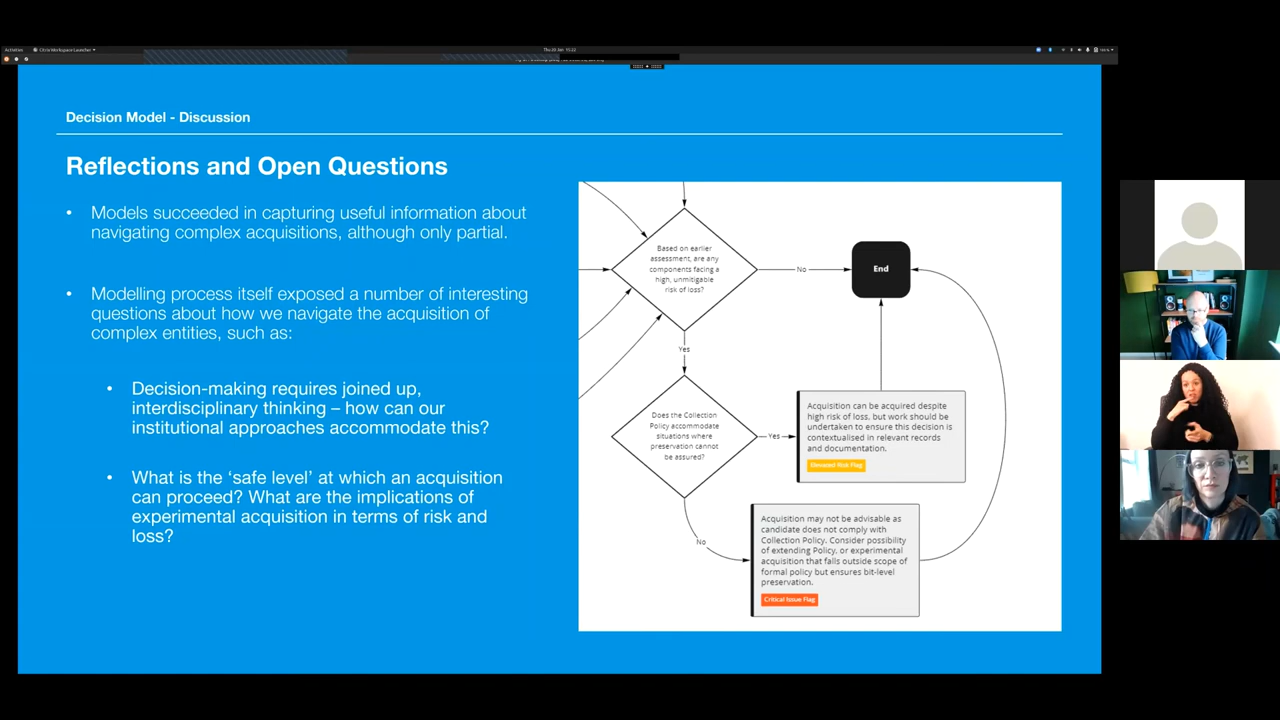 Activities
Citrix Workspace Launcher
Decision Model - Discussion
Reflections and Open Questions
• Models succeeded in capturing useful information about
navigating complex acquisitions, although only partial.
• Modelling process itself exposed a number of interesting
questions about how we navigate the acquisition of
complex entities, such as:
• Decision-making requires joined up,
interdisciplinary thinking – how can our
institutional approaches accommodate this?
• What is the ‘safe level’ at which an acquisition
can proceed? What are the implications of
experimental acquisition in terms of risk and
loss?
Based on earlier
assessment, are any
components facing a
high, unmitigable
risk of loss?
No
End
Yes
Does the Collection
Policy accommodate
situations where
preservation cannot
be assured?
Yes
Acquisition can be acquired despite
high risk of loss, but work should be
undertaken to ensure this decision is
contextualised in relevant records
and documentation.
Elevated Risk Flag
No
Acquisition may not be advisable as
candidate does not comply with
Collection Policy. Consider possibility
of extending Policy, or experimental
acquisition that falls outside scope of
formal policy but ensures bit-level
preservation.
Critical Issue Flag